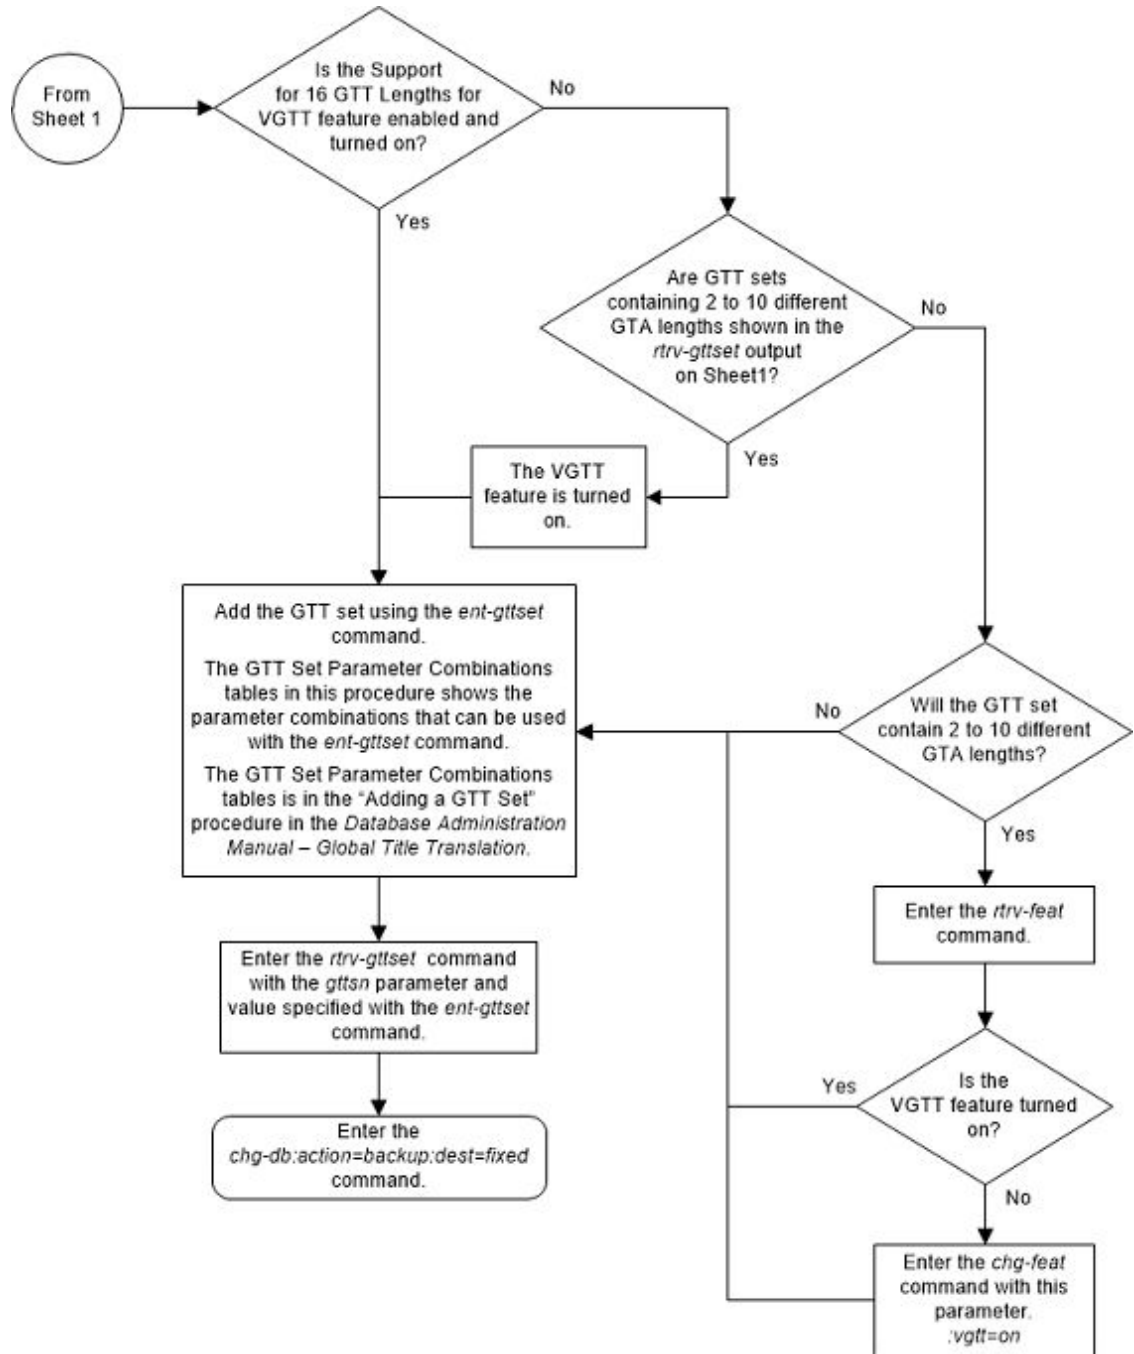 From
Sheet 1
Is the Support
for 16 GTT Lengths for
VGTT feature enabled and
turned on?
No
Yes
Are GTT sets
containing 2 to 10 different
GTA lengths shown in the
rtrv-gttset output
on Sheet1?
No
Yes
The VGTT
feature is turned
on.
Add the GTT set using the ent-gttset
command.
The GTT Set Parameter Combinations
tables in this procedure shows the
parameter combinations that can be used
with the ent-gttset command.
The GTT Set Parameter Combinations
tables is in the “Adding a GTT Set”
procedure in the Database Administration
Manual – Global Title Translation.
No
Will the GTT set
contain 2 to 10 different
GTA lengths?
Yes
Enter the rtrv-feat
command.
Enter the rtrv-gttset command
with the gttsn parameter and
value specified with the ent-gttset
command.
Yes
Is the
VGTT feature turned
on?
No
Enter the
chg-db:action=backup:dest=fixed
command.
Enter the chg-feat
command with this
parameter.
:vgtt=on